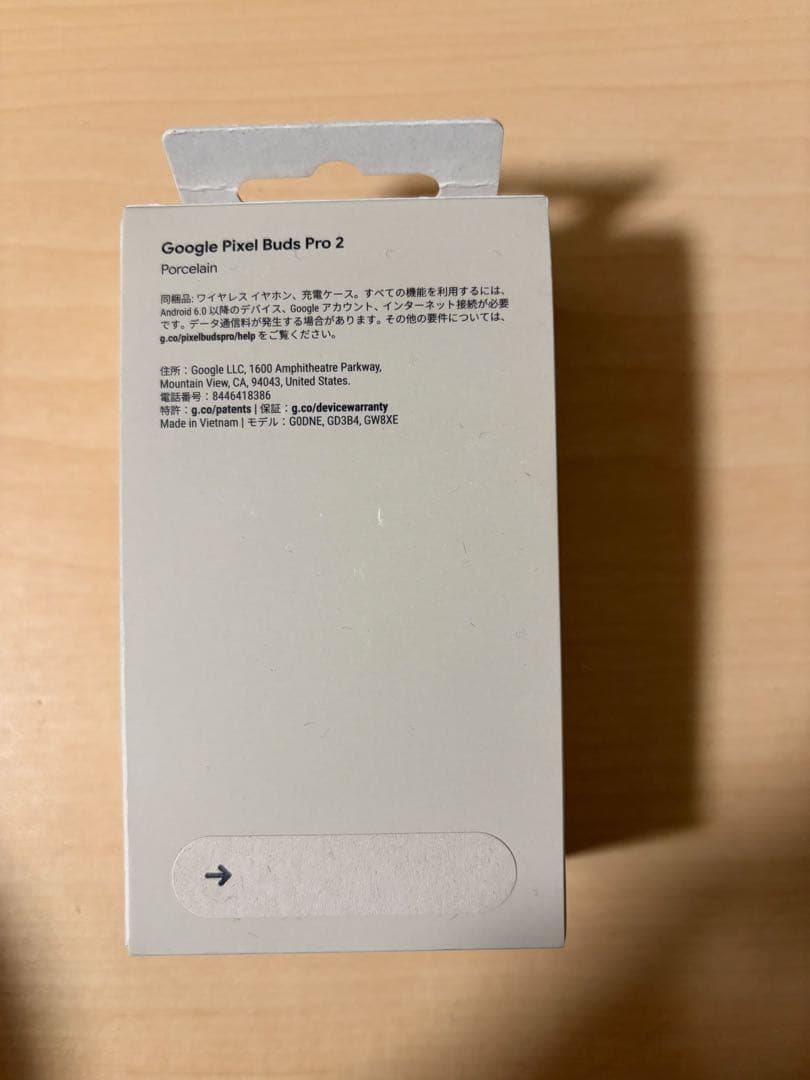 Google Pixel Buds Pro 2
Porcelain
同梱品: ワイヤレス イヤホン、充電ケース。すべての機能を利用するには、
Android 6.0 以降のデバイス、Google アカウント、インターネット接続が必要
です。データ通信料が発生する場合があります。その他の要件については、
g.co/pixelbudspro/help をご覧ください。
住所：Google LLC, 1600 Amphitheatre Parkway,
Mountain View, CA, 94043, United States.
電話番号：8446418386
特許：g.co/patents | 保証：g.co/devicewarranty
Made in Vietnam | モデル：G0DNE, GD3B4, GW8XE
→